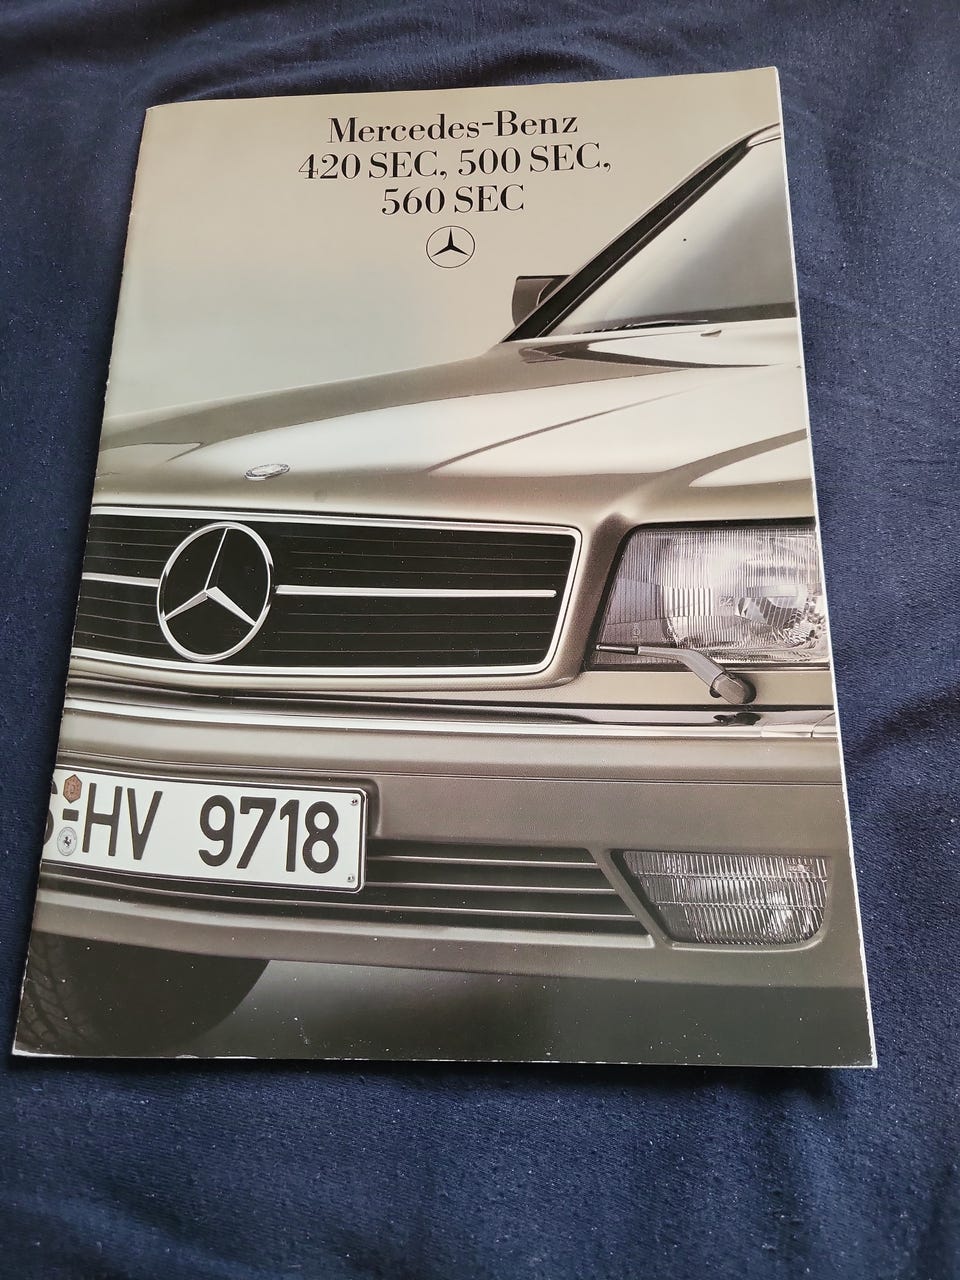 Mercedes-Benz
420 SEC, 500 SEC,
560 SEC
S-HV 9718